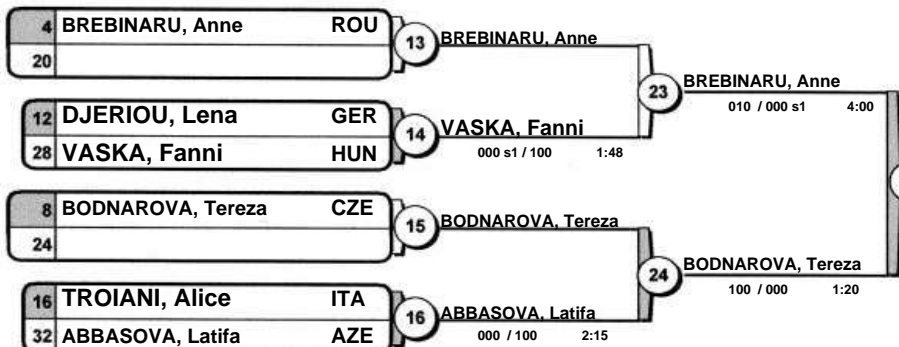 4 BREBINARU, Anne ROU
20
13 BREBINARU, Anne
12 DJERIOU, Lena GER
28 VASKA, Fanni HUN
14 VASKA, Fanni
000 s1 / 100 1:48
23 BREBINARU, Anne
010 / 000 s1 4:00
8 BODNAROVA, Tereza CZE
24
15 BODNAROVA, Tereza
16 TROIANI, Alice ITA
32 ABBASOVA, Latifa AZE
16 ABBASOVA, Latifa
000 / 100 2:15
24 BODNAROVA, Tereza
100 / 000 1:20